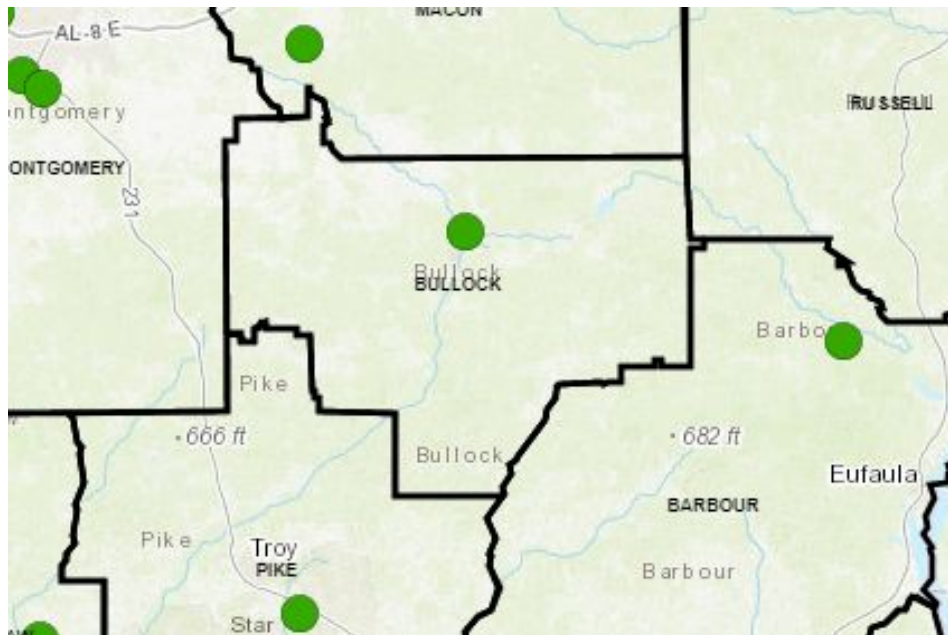 MACON
AL-8 E
RUSSELL
ontgomery
ONTGOMERY
231
Bullock
BULLOCK
Barbo
Pike
666 ft
682 ft
Bullock
Eufaula
BARBOUR
Pike
Troy
PIKE
Barbour
Star